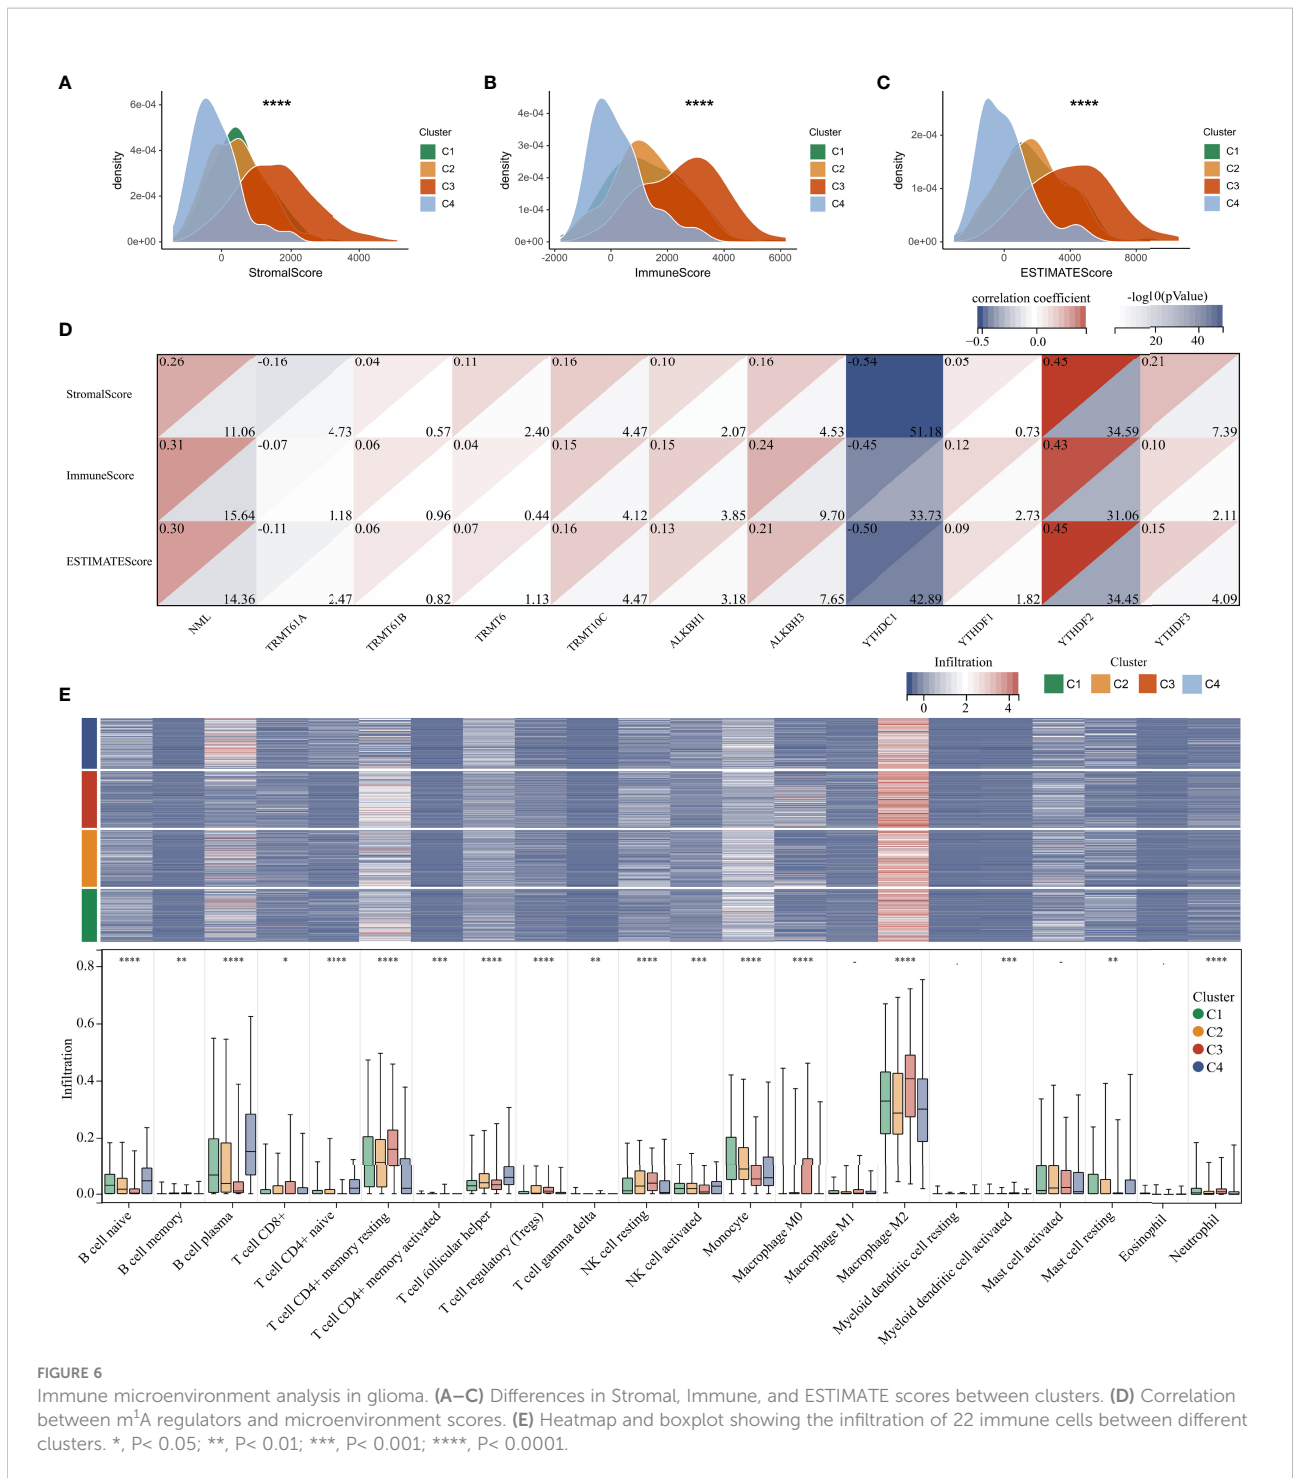 A
B
C
****
****
****
6e-04
4e-04
2e-04
0e+00
density
0
2000
4000
StromalScore
Cluster
C1
C2
C3
C4
4e-04
3e-04
2e-04
1e-04
0e+00
density
-2000
0
2000
4000
6000
ImmuneScore
Cluster
C1
C2
C3
C4
2e-04
1e-04
0e+00
density
0
4000
8000
ESTIMATEScore
Cluster
C1
C2
C3
C4
D
correlation coefficient
−0.5 0.0
-log10(pValue)
20 40
0.26 -0.16 0.04 0.11 0.16 0.10 0.16 -0.54 0.05 0.45 0.21
StromalScore
11.06 4.73 0.57 2.40 4.47 2.07 4.53 51.18 0.73 34.59 7.39
0.31 -0.07 0.06 0.04 0.15 0.15 0.24 -0.45 0.12 0.43 0.10
ImmuneScore
15.64 1.18 0.96 0.44 4.12 3.85 9.70 33.73 2.73 31.06 2.11
0.30 -0.11 0.06 0.07 0.16 0.13 0.21 -0.50 0.09 0.45 0.15
ESTIMATEScore
14.36 2.47 0.82 1.13 4.47 3.18 7.65 42.89 1.82 34.45 4.09
NML
TRMT61A
TRMT61B
TRMT6
TRMT10C
ALKBH1
ALKBH3
YTHDC1
YTHDF1
YTHDF2
YTHDF3
E
Infiltration
0 2 4
Cluster
C1 C2 C3 C4
**** ** **** * **** **** *** **** **** ** **** *** **** **** - **** . *** - ** . ****
0.8
0.6
0.4
0.2
0.0
Infiltration
Cluster
C1
C2
C3
C4
B cell naive
B cell memory
B cell plasma
T cell CD8+
T cell CD4+ naive
T cell CD4+ memory resting
T cell CD4+ memory activated
T cell follicular helper
T cell regulatory (Tregs)
T cell gamma delta
NK cell resting
NK cell activated
Monocyte
Macrophage M0
Macrophage M1
Macrophage M2
Myeloid dendritic cell resting
Myeloid dendritic cell activated
Mast cell activated
Mast cell resting
Eosinophil
Neutrophil
FIGURE 6
Immune microenvironment analysis in glioma. (A–C) Differences in Stromal, Immune, and ESTIMATE scores between clusters. (D) Correlation
between m¹A regulators and microenvironment scores. (E) Heatmap and boxplot showing the infiltration of 22 immune cells between different
clusters. *, P< 0.05; **, P< 0.01; ***, P< 0.001; ****, P< 0.0001.